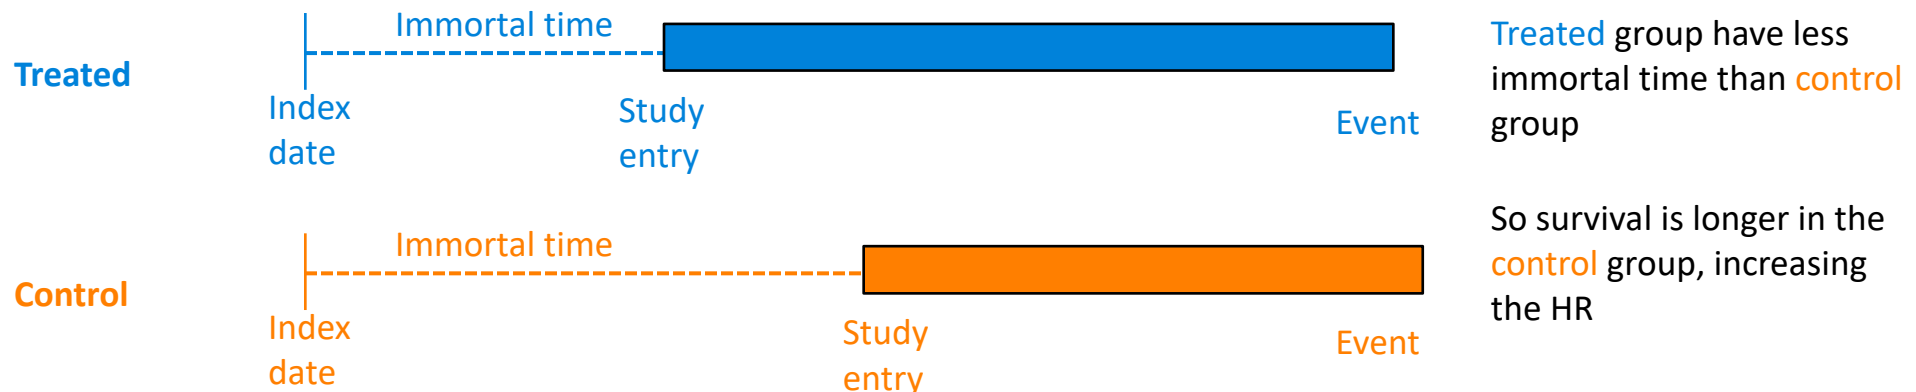 Treated
Immortal time
Index
date
Study
entry
Event
Treated group have less
immortal time than control
group
Control
Immortal time
Index
date
Study
entry
Event
So survival is longer in the
control group, increasing
the HR